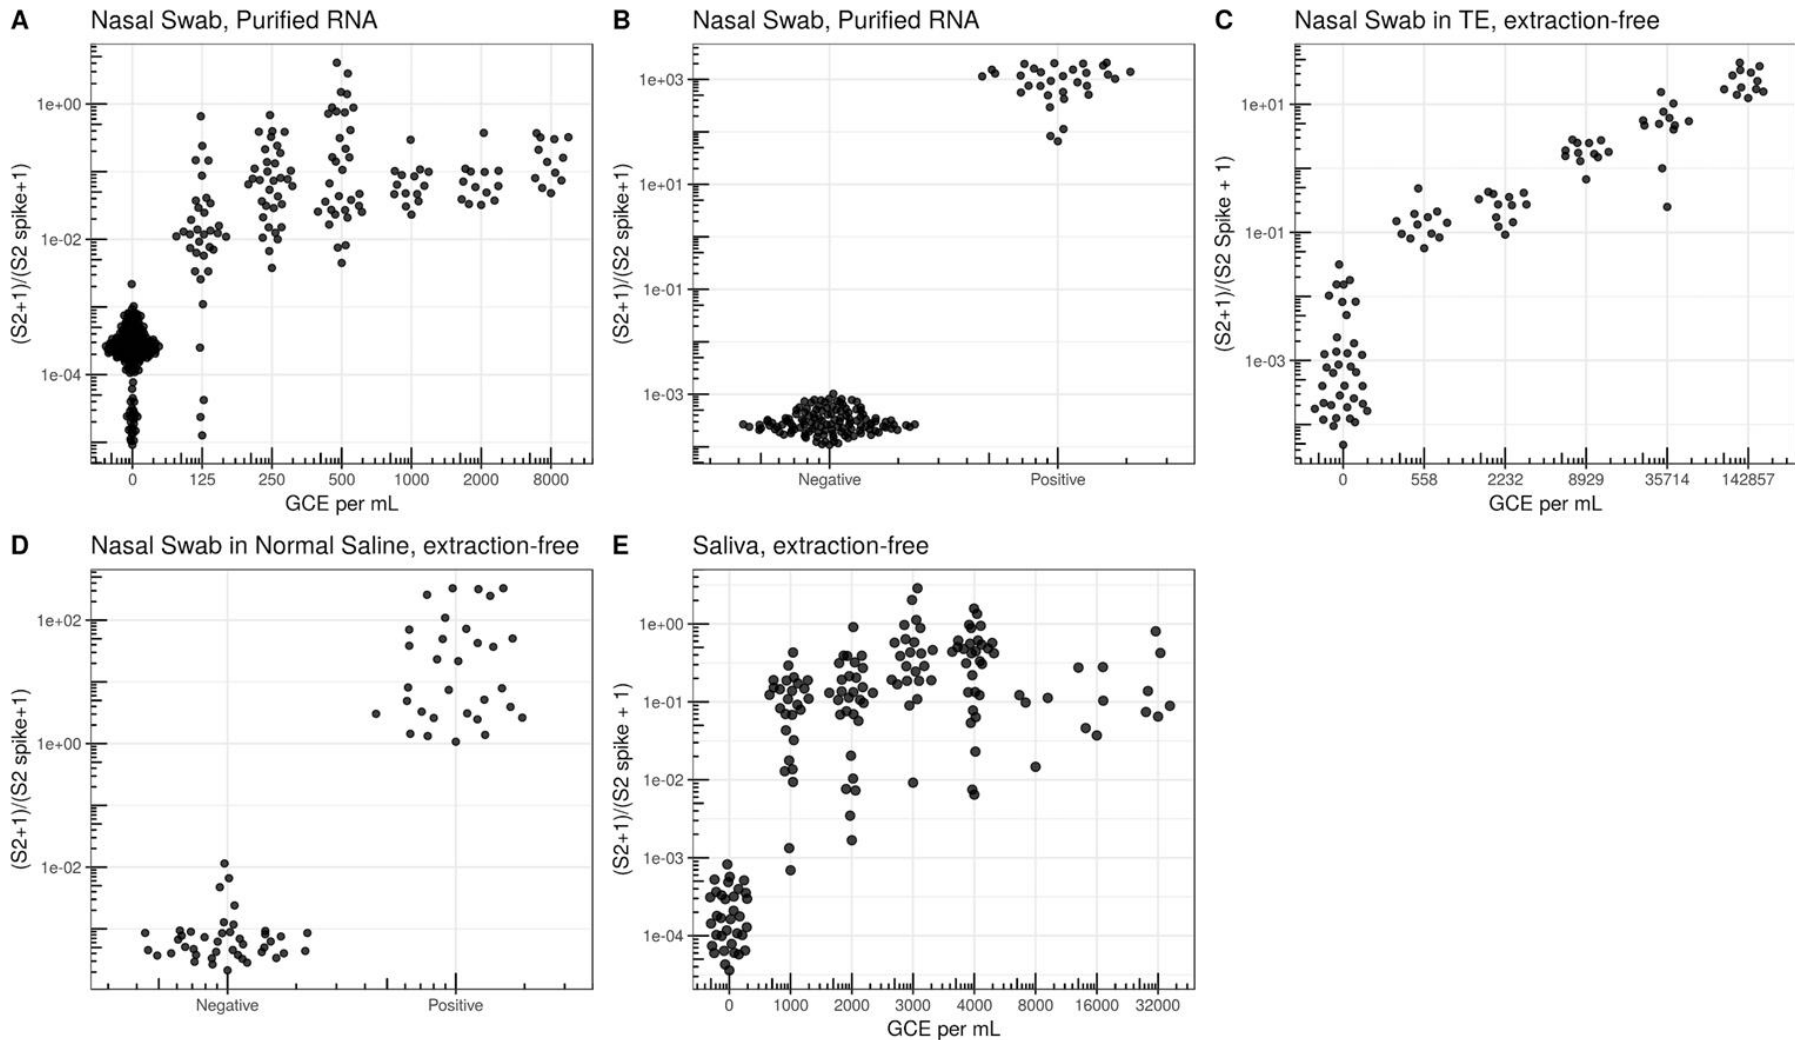 A Nasal Swab, Purified RNA
(S2+1)/(S2 spike+1)
1e+00
1e-02
1e-04
0 125 250 500 1000 2000 8000
GCE per mL
B Nasal Swab, Purified RNA
(S2+1)/(S2 spike+1)
1e+03
1e+01
1e-01
1e-03
Negative Positive
C Nasal Swab in TE, extraction-free
(S2+1)/(S2 Spike + 1)
1e+01
1e-01
1e-03
0 558 2232 8929 35714 142857
GCE per mL
D Nasal Swab in Normal Saline, extraction-free
(S2+1)/(S2 spike+1)
1e+02
1e+00
1e-02
Negative Positive
E Saliva, extraction-free
(S2+1)/(S2 spike + 1)
1e+00
1e-01
1e-02
1e-03
1e-04
0 1000 2000 3000 4000 8000 16000 32000
GCE per mL